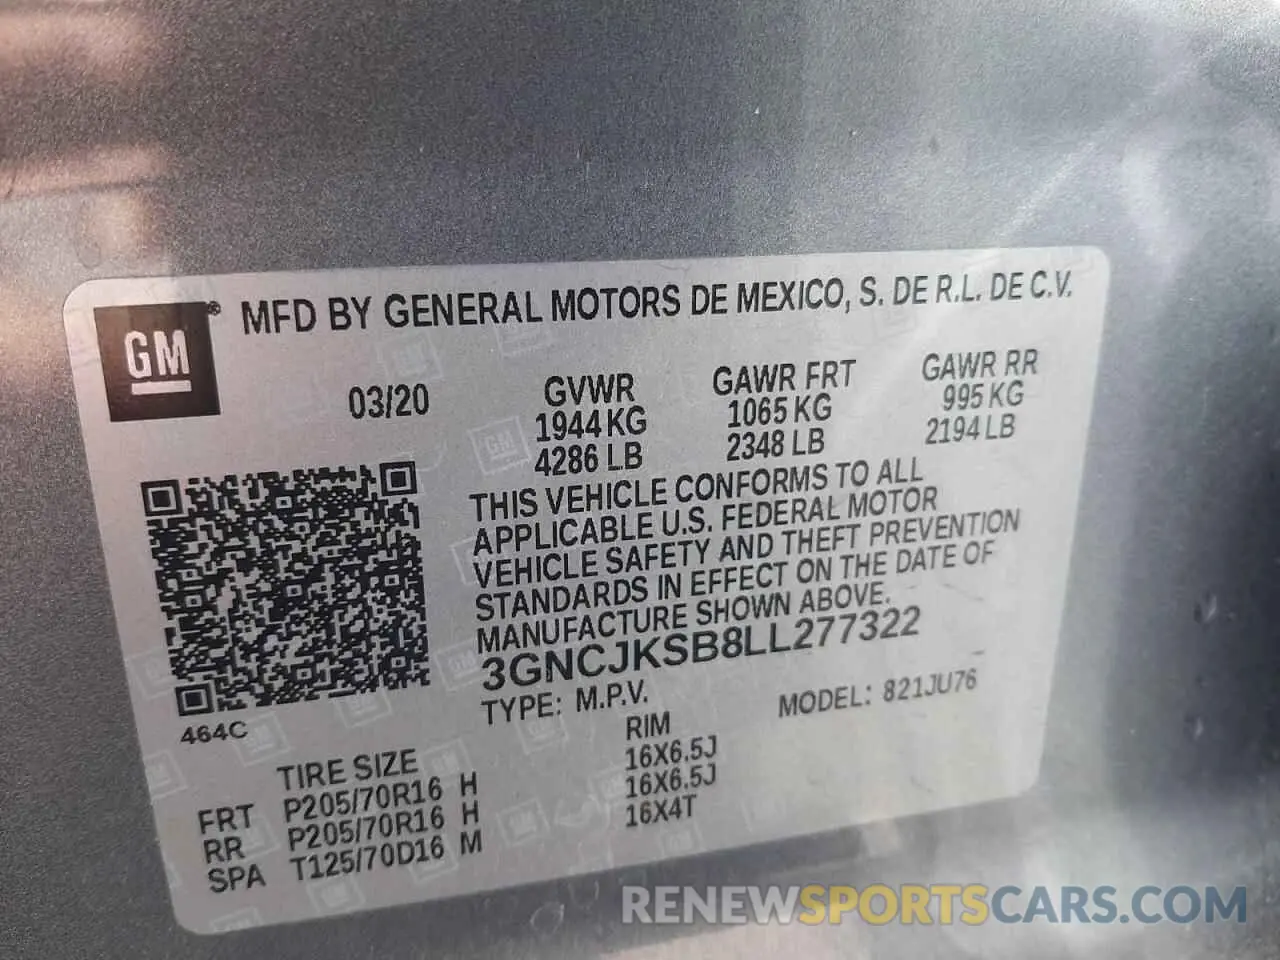 GM ® MFD BY GENERAL MOTORS DE MEXICO, S. DE R.L. DE C.V.
03/20 GVWR GAWR FRT GAWR RR
1944 KG 1065 KG 995 KG
4286 LB 2348 LB 2194 LB
THIS VEHICLE CONFORMS TO ALL
APPLICABLE U.S. FEDERAL MOTOR
VEHICLE SAFETY AND THEFT PREVENTION
STANDARDS IN EFFECT ON THE DATE OF
MANUFACTURE SHOWN ABOVE.
3GNCJKSB8LL277322
TYPE: M.P.V. MODEL: 821JU76
464C
TIRE SIZE RIM
FRT P205/70R16 H 16X6.5J
RR P205/70R16 H 16X6.5J
SPA T125/70D16 M 16X4T
RENEWSPORTSCARS.COM